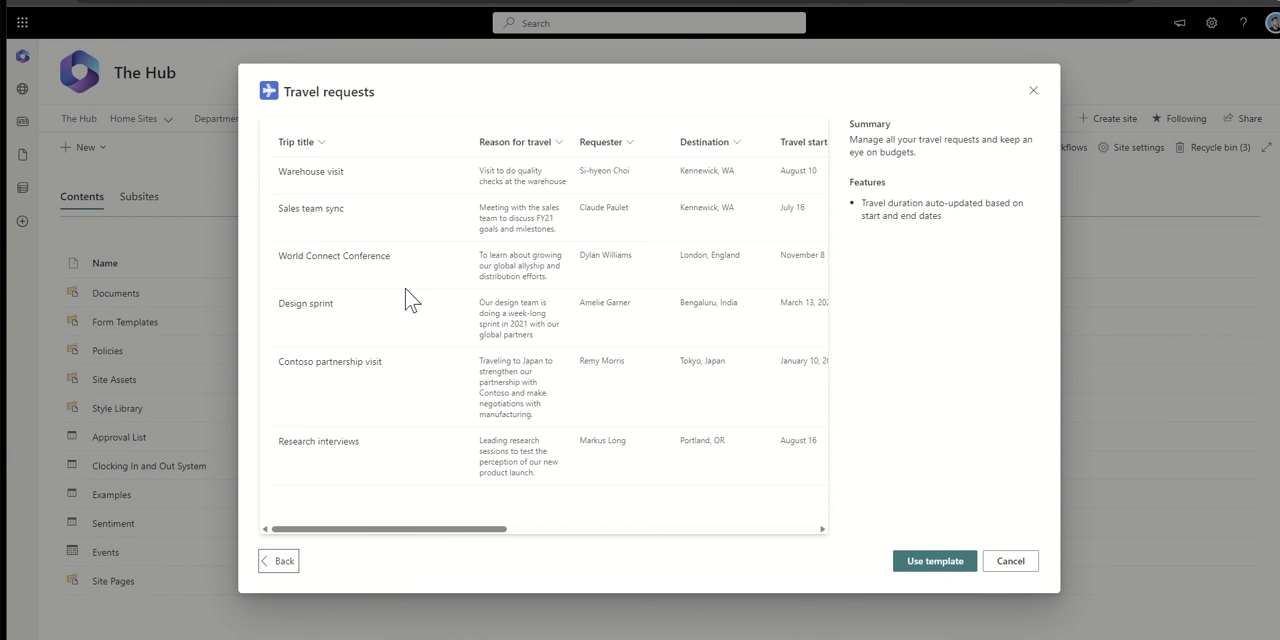 Search
The Hub
The Hub
Home Sites
Departmen
Create site
Following
Share
New
kflows
Site settings
Recycle bin (3)
Contents
Subsites
Name
Documents
Form Templates
Policies
Site Assets
Style Library
Approval List
Clocking In and Out System
Examples
Sentiment
Events
Site Pages
Travel requests
Trip title
Reason for travel
Requester
Destination
Travel start
Warehouse visit
Visit to do quality
checks at the warehouse
Si-hyeon Choi
Kennewick, WA
August 10
Sales team sync
Meeting with the sales
team to discuss FY21
goals and milestones.
Claude Paulet
Kennewick, WA
July 16
World Connect Conference
To learn about growing
our global allyship and
distribution efforts.
Dylan Williams
London, England
November 8
Design sprint
Our design team is
doing a week-long
sprint in 2021 with our
global partners
Amelie Garner
Bengaluru, India
March 13, 202
Contoso partnership visit
Traveling to Japan to
strengthen our
partnership with
Contoso and make
negotiations with
manufacturing.
Remy Morris
Tokyo, Japan
January 10, 20
Research interviews
Leading research
sessions to test the
perception of our new
product launch.
Markus Long
Portland, OR
August 16
Summary
Manage all your travel requests and keep an
eye on budgets.
Features
• Travel duration auto-updated based on
start and end dates
Back
Use template
Cancel